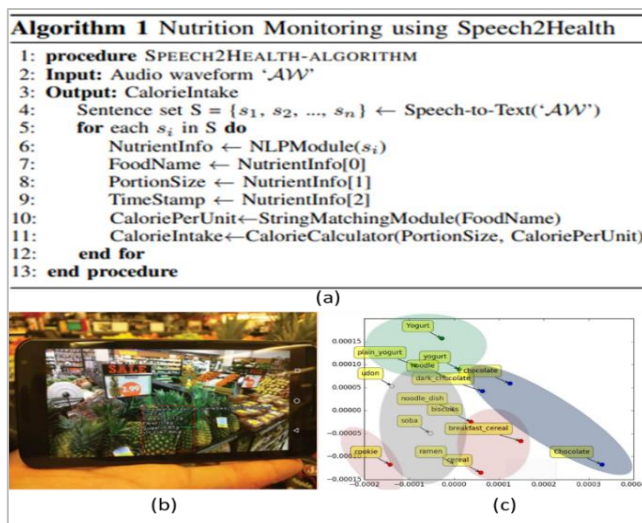 Algorithm 1 Nutrition Monitoring using Speech2Health
1: procedure SPEECH2HEALTH-ALGORITHM
2: Input: Audio waveform ‘𝒜𝒲’
3: Output: CalorieIntake
4: Sentence set S = {s₁, s₂, ..., sₙ} ← Speech-to-Text(‘𝒜𝒲’)
5: for each sᵢ in S do
6: NutrientInfo ← NLPModule(sᵢ)
7: FoodName ← NutrientInfo[0]
8: PortionSize ← NutrientInfo[1]
9: TimeStamp ← NutrientInfo[2]
10: CaloriePerUnit←StringMatchingModule(FoodName)
11: CalorieIntake←CalorieCalculator(PortionSize, CaloriePerUnit)
12: end for
13: end procedure
(a)
SALE
2.99
(b)
0.00015
0.00010
0.00005
0.00000
-0.00005
-0.00010
-0.00015
Yogurt
plain_yogurt
yogurt
Noodle
chocolate
udon
dark_chocolate
noodle_dish
biscuits
soba
breakfast_cereal
cookie
ramen
cereal
Chocolate
-0.0002 -0.0001 0.0000 0.0001 0.0002 0.0003 0.0004
(c)